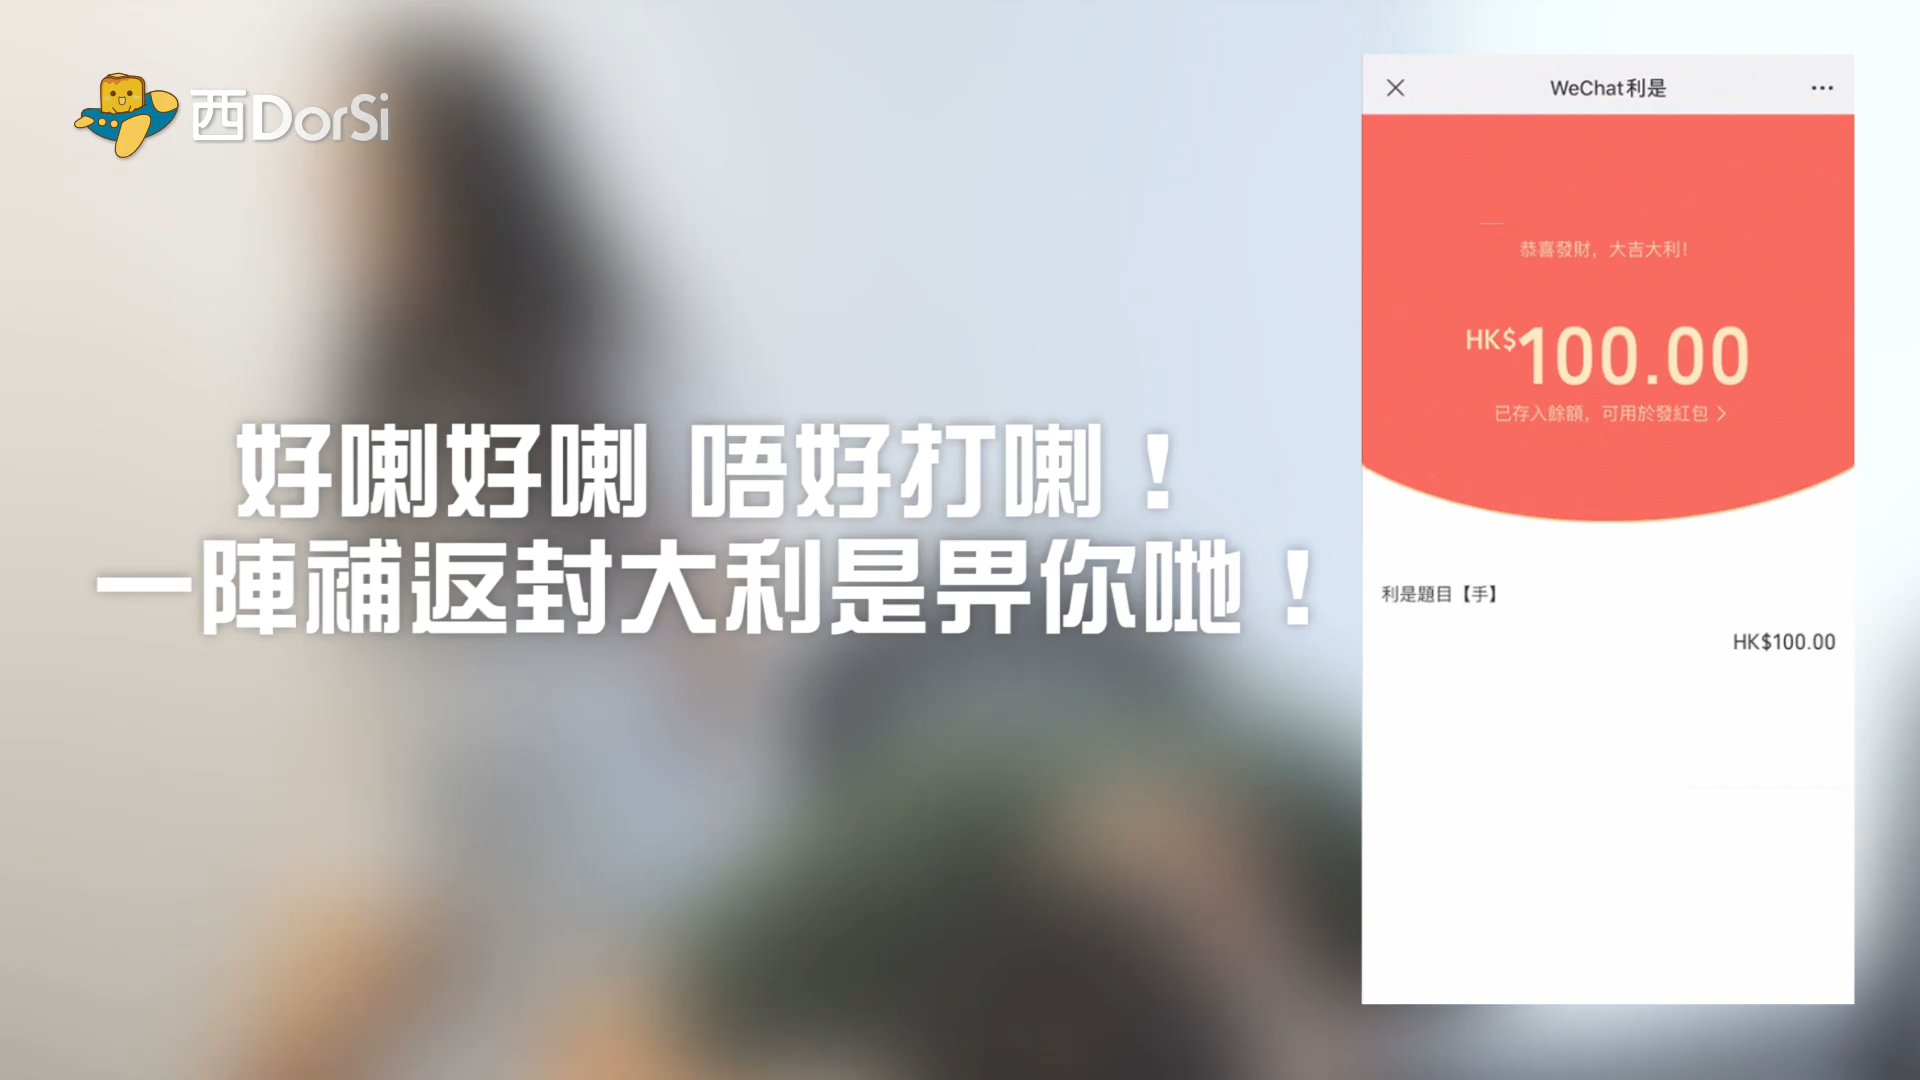 西DorSi
好喇好喇 唔好打喇！
一陣補返封大利是畀你哋！
WeChat利是
恭喜發財，大吉大利！
HK$100.00
已存入餘額，可用於發紅包
利是題目【手】
HK$100.00